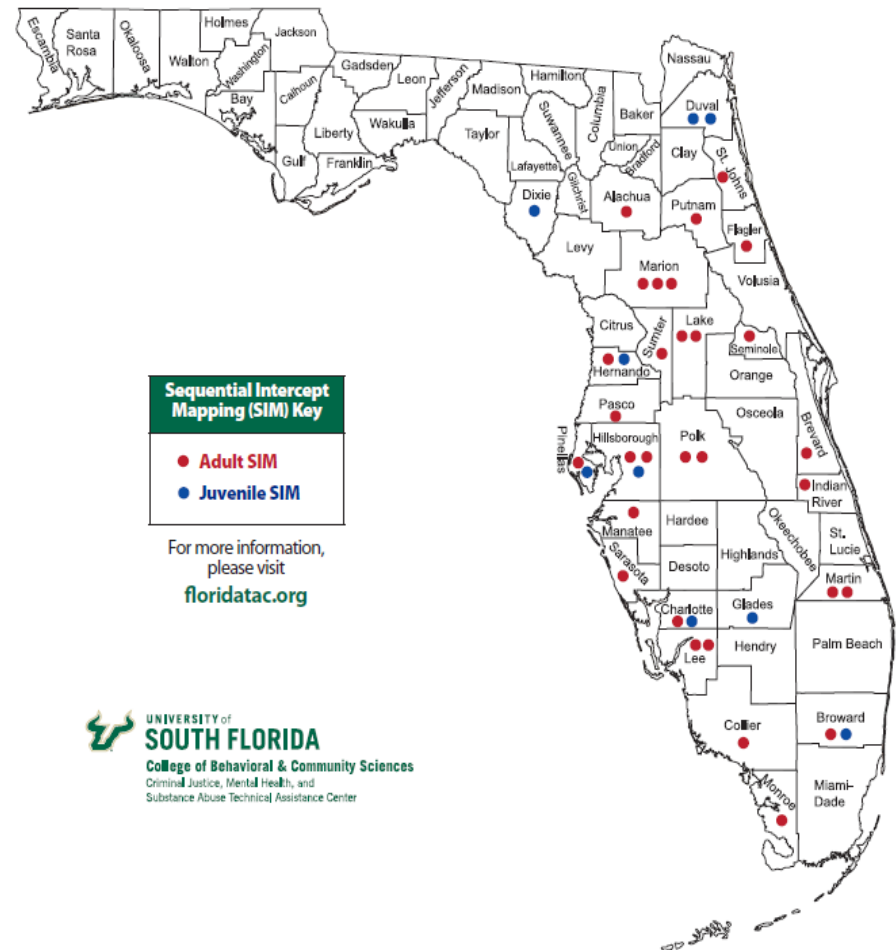 Escambia
Santa
Rosa
Okaloosa
Walton
Holmes
Washington
Jackson
Bay
Calhoun
Gulf
Gadsden
Liberty
Franklin
Leon
Wakulla
Jefferson
Madison
Taylor
Hamilton
Suwannee
Lafayette
Dixie
Columbia
Gilchrist
Baker
Union
Bradford
Alachua
Levy
Nassau
Duval
Clay
St. Johns
Putnam
Flagler
Marion
Volusia
Citrus
Sumter
Lake
Seminole
Hernando
Orange
Pasco
Osceola
Pinellas
Hillsborough
Polk
Brevard
Indian
River
Manatee
Hardee
Okeechobee
St.
Lucie
Sarasota
Desoto
Highlands
Martin
Charlotte
Glades
Lee
Hendry
Palm Beach
Collier
Broward
Monroe
Miami-
Dade
Sequential Intercept
Mapping (SIM) Key
Adult SIM
Juvenile SIM
For more information,
please visit
floridatac.org
UNIVERSITY of
SOUTH FLORIDA
College of Behavioral & Community Sciences
Criminal Justice, Mental Health, and
Substance Abuse Technical Assistance Center